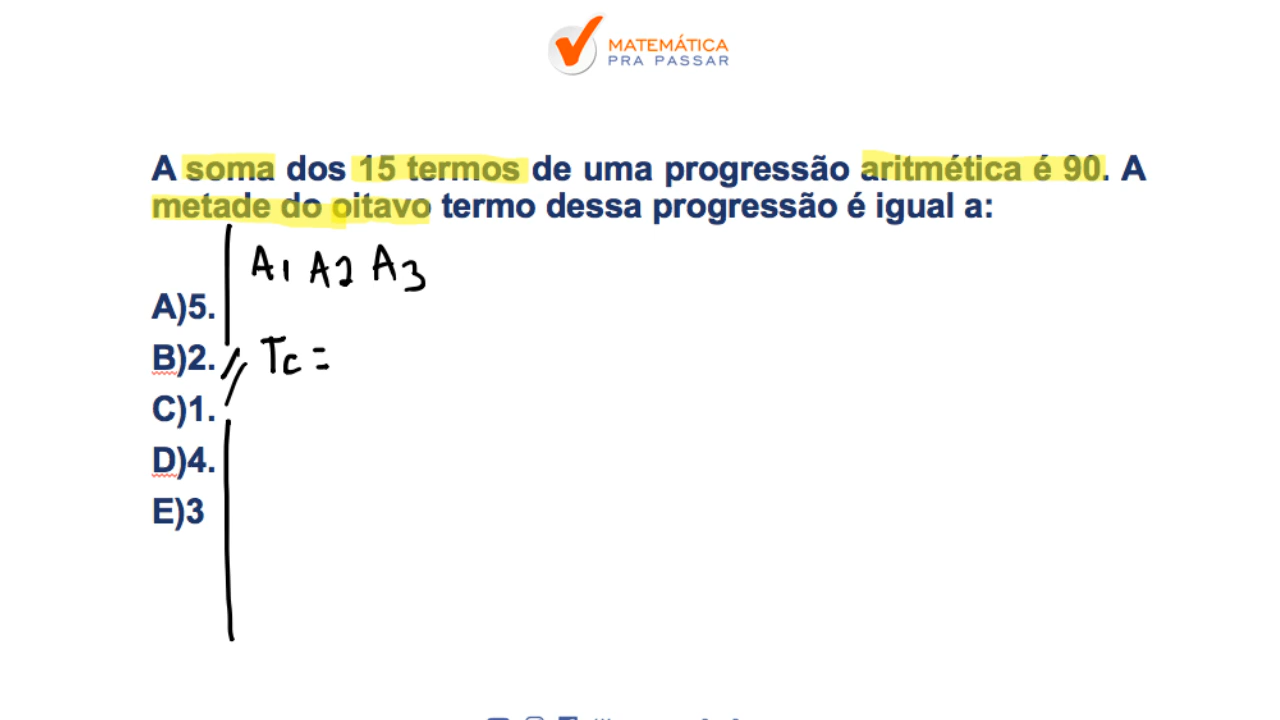 MATEMÁTICA
PRA PASSAR
A soma dos 15 termos de uma progressão aritmética é 90. A
metade do oitavo termo dessa progressão é igual a:
A1 A2 A3
A)5.
B)2.
Tc =
C)1.
D)4.
E)3